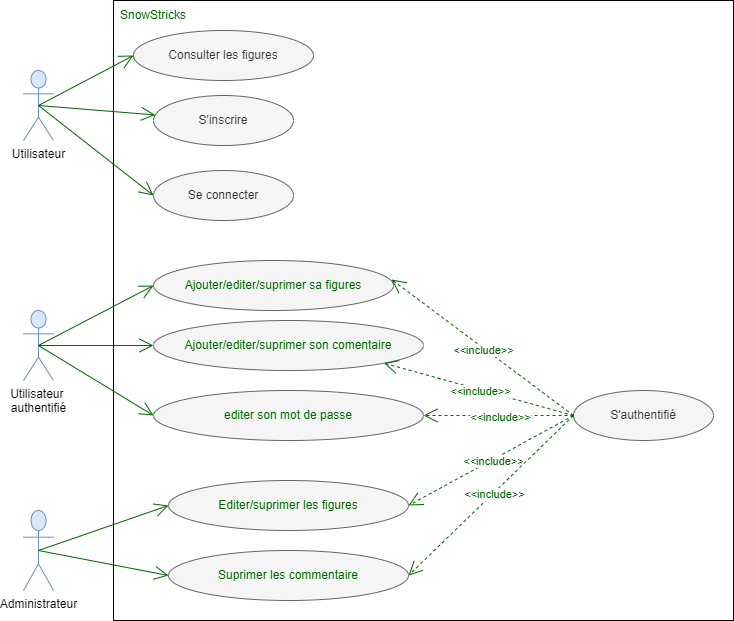 SnowStricks
Consulter les figures
S'inscrire
Utilisateur
Se connecter
Ajouter/editer/suprimer sa figures
Ajouter/editer/suprimer son comentaire
<<include>>
Utilisateur
authentifié
<<include>>
editer son mot de passe
<<include>>
S'authentifié
<<include>>
<<include>>
Editer/suprimer les figures
Suprimer les commentaire
Administrateur